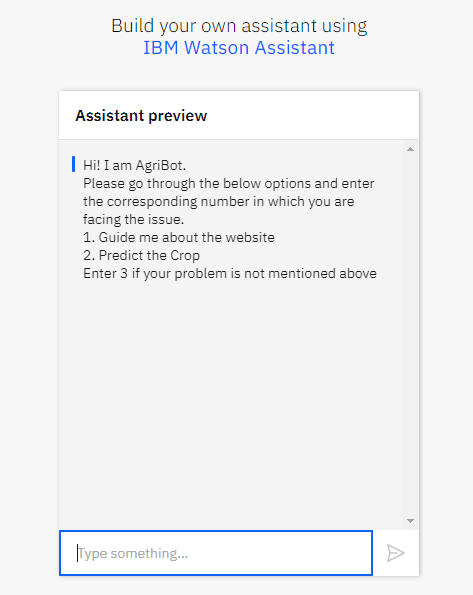 Build your own assistant using
IBM Watson Assistant
Assistant preview
Hi! I am AgriBot.
Please go through the below options and enter
the corresponding number in which you are
facing the issue.
1. Guide me about the website
2. Predict the Crop
Enter 3 if your problem is not mentioned above
Type something...